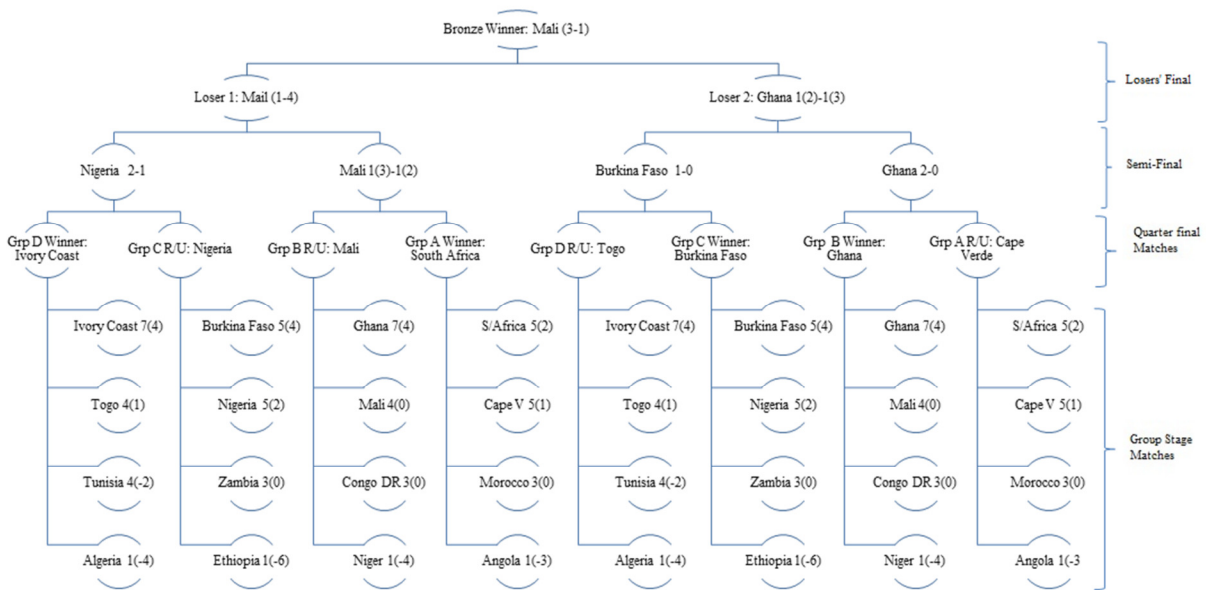 Bronze Winner: Mali (3-1)
Losers' Final
Loser 1: Mail (1-4)
Loser 2: Ghana 1(2)-1(3)
Semi-Final
Nigeria 2-1
Mali 1(3)-1(2)
Burkina Faso 1-0
Ghana 2-0
Quarter final
Matches
Grp D Winner:
Ivory Coast
Grp C R/U: Nigeria
Grp B R/U: Mali
Grp A Winner:
South Africa
Grp D R/U: Togo
Grp C Winner:
Burkina Faso
Grp B Winner:
Ghana
Grp A R/U: Cape
Verde
Ivory Coast 7(4)
Burkina Faso 5(4)
Ghana 7(4)
S/Africa 5(2)
Ivory Coast 7(4)
Burkina Faso 5(4)
Ghana 7(4)
S/Africa 5(2)
Togo 4(1)
Nigeria 5(2)
Mali 4(0)
Cape V 5(1)
Togo 4(1)
Nigeria 5(2)
Mali 4(0)
Cape V 5(1)
Group Stage
Matches
Tunisia 4(-2)
Zambia 3(0)
Congo DR 3(0)
Morocco 3(0)
Tunisia 4(-2)
Zambia 3(0)
Congo DR 3(0)
Morocco 3(0)
Algeria 1(-4)
Ethiopia 1(-6)
Niger 1(-4)
Angola 1(-3)
Algeria 1(-4)
Ethiopia 1(-6)
Niger 1(-4)
Angola 1(-3